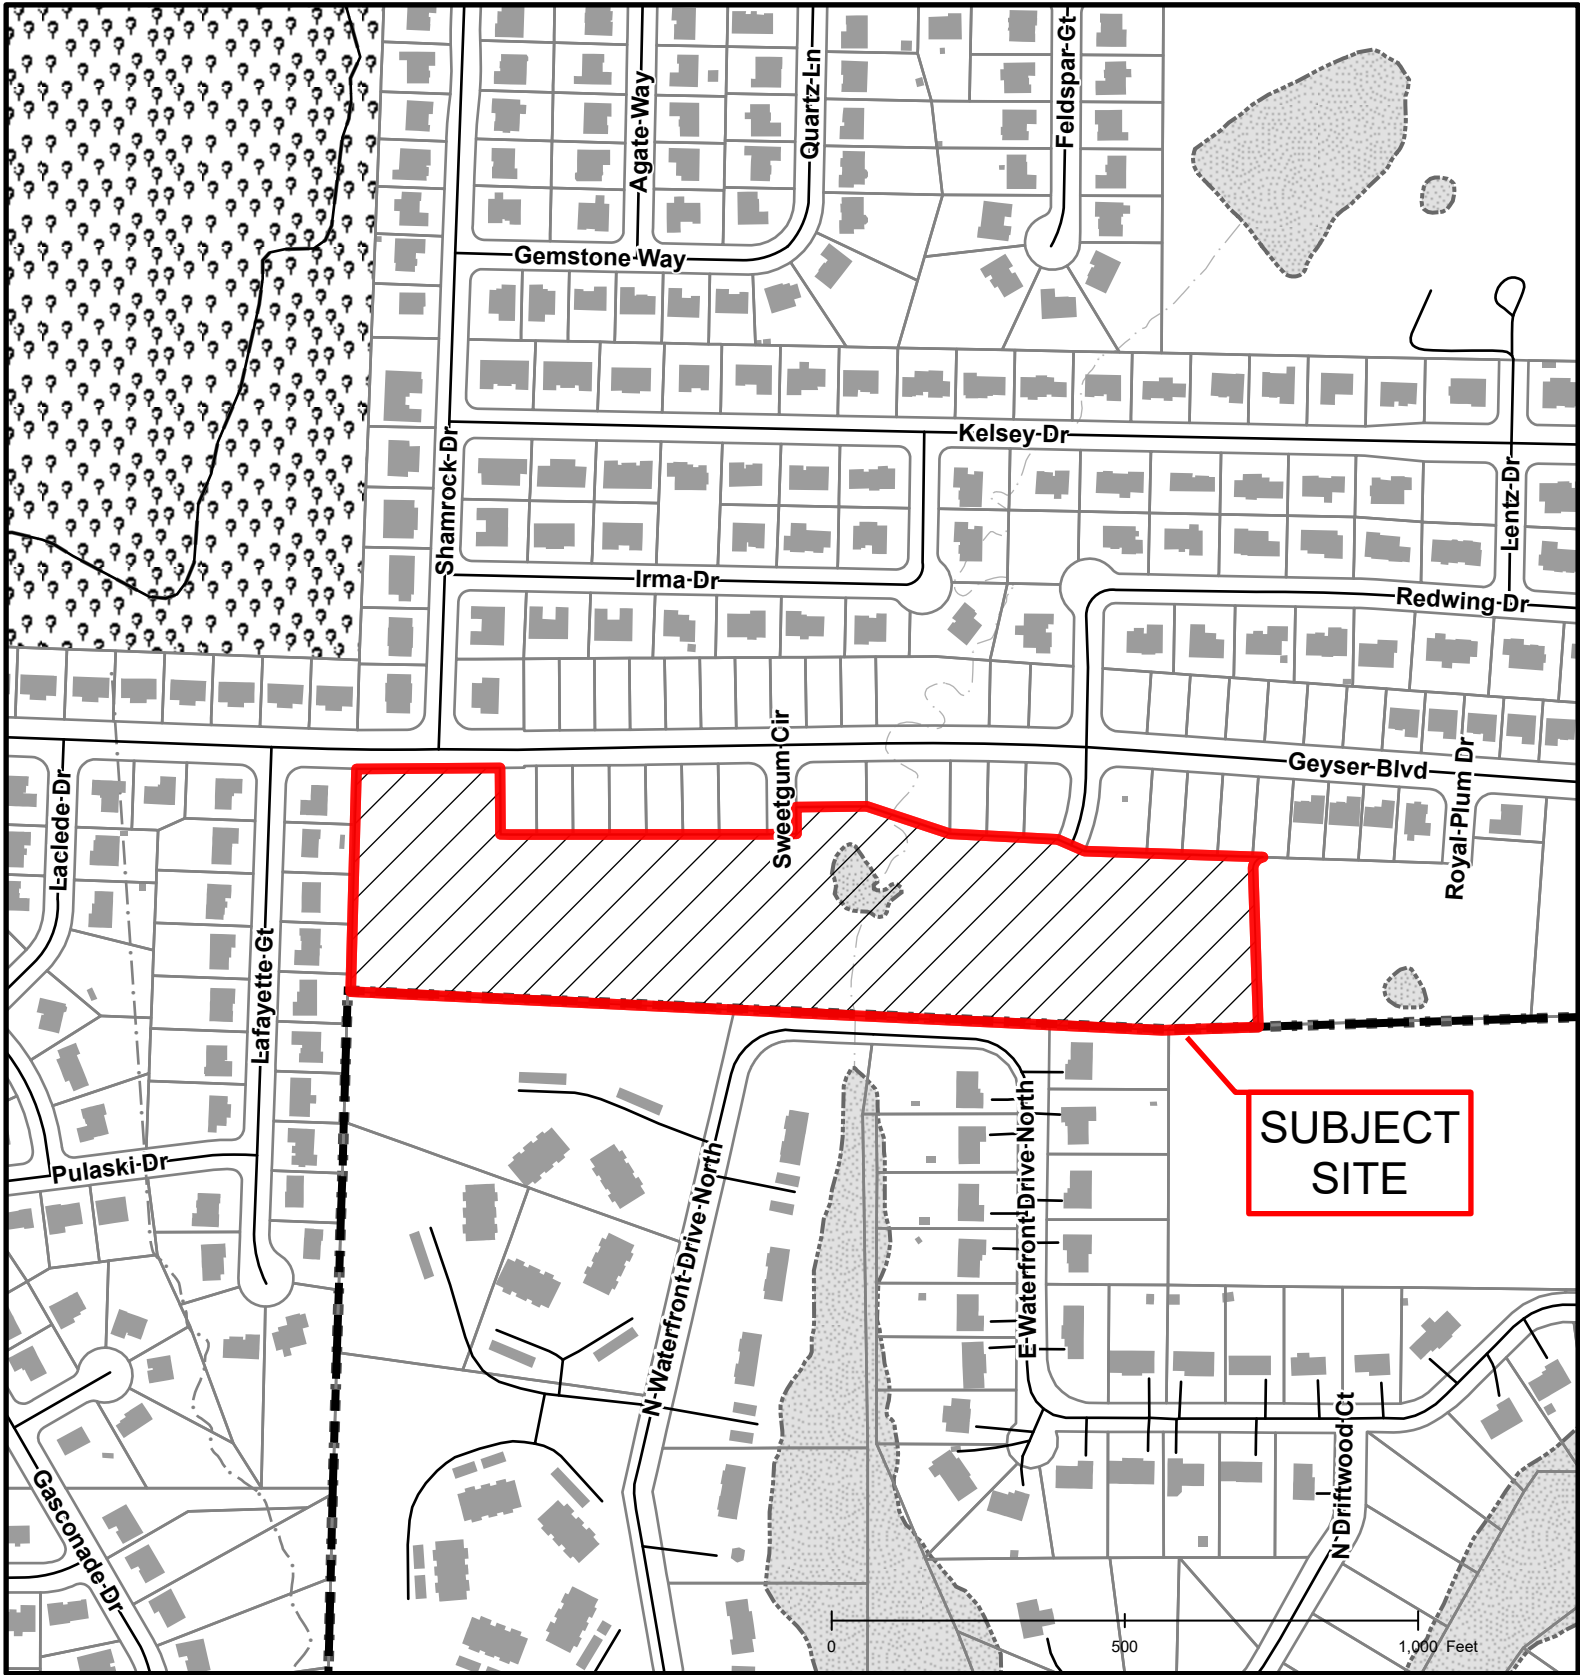 Agate Way
Quartz Ln
Feldspar Ct
Gemstone Way
Kelsey Dr
Shamrock Dr
Lentz Dr
Irma Dr
Redwing Dr
Sweetgum Cir
Geyser Blvd
Royal Plum Dr
Laclede Dr
Lafayette Ct
Pulaski Dr
N Waterfront Drive North
E Waterfront Drive North
SUBJECT
SITE
N Driftwood Ct
Gasconade Dr
0
500
1,000 Feet